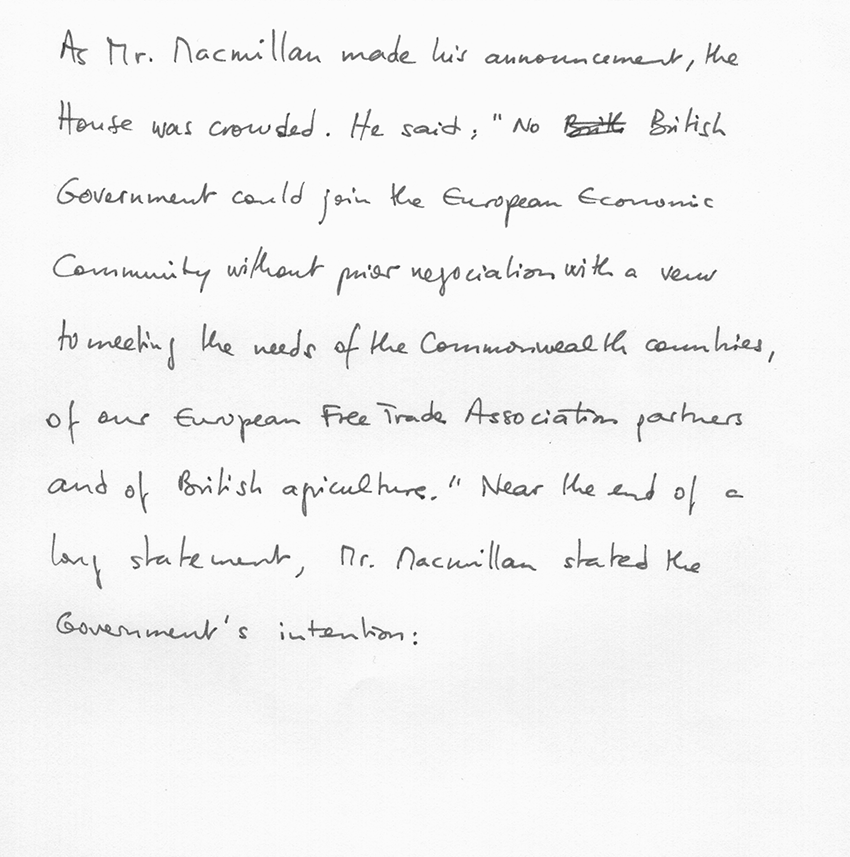 As Mr. Macmillan made his announcement, the
House was crowded. He said: "No British
Government could join the European Economic
Community without prior negociation with a view
to meeting the needs of the Commonwealth countries,
of our European Free Trade Association partners
and of British agriculture." Near the end of a
long statement, Mr. Macmillan stated the
Government's intention: